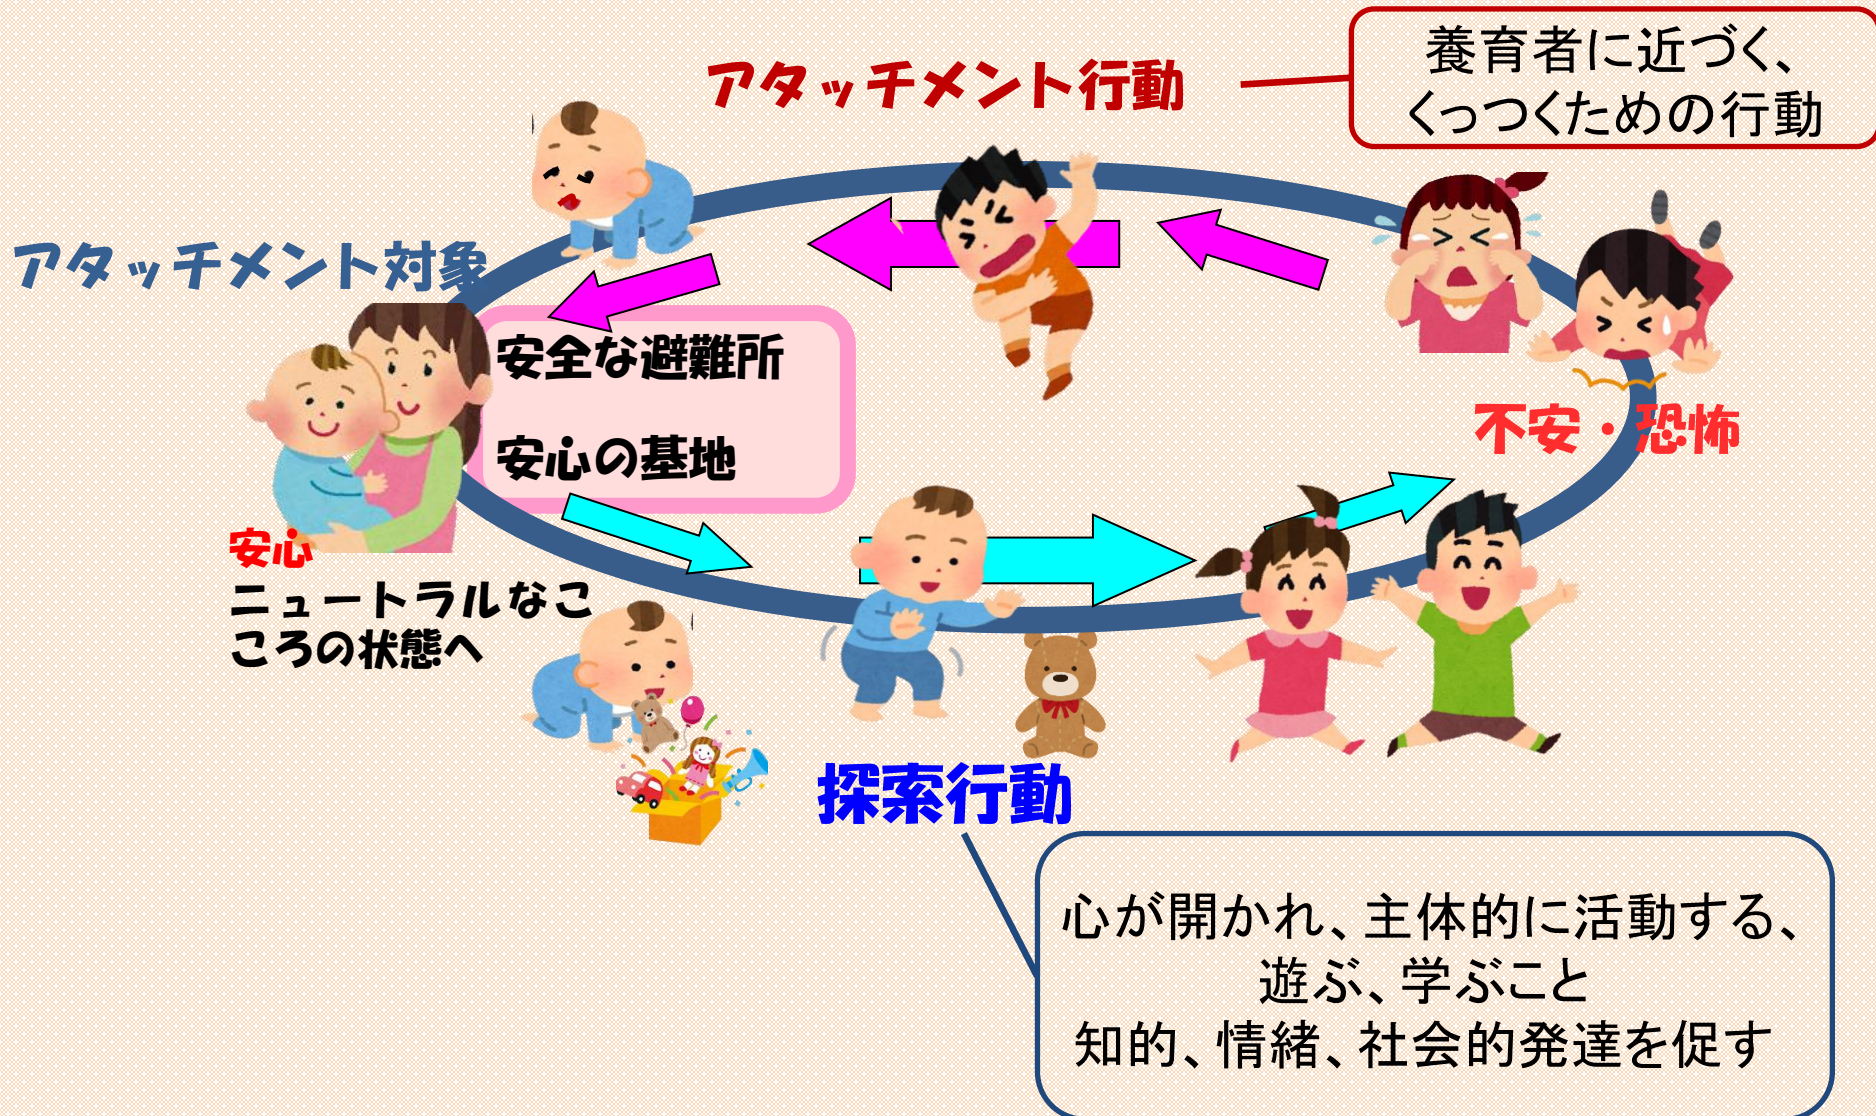 養育者に近づく、
くっつくための行動
アタッチメント行動
アタッチメント対象
安全な避難所
安心の基地
不安・恐怖
安心
ニュートラルなこ
ころの状態へ
探索行動
心が開かれ、主体的に活動する、
遊ぶ、学ぶこと
知的、情緒、社会的発達を促す